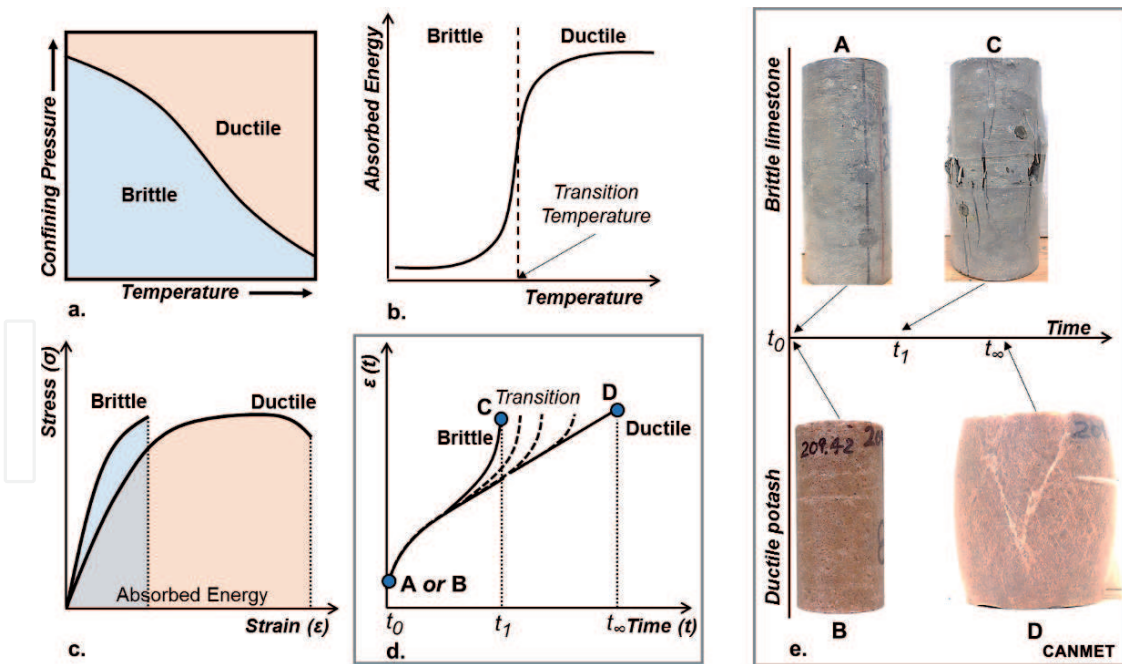 Confining Pressure
Ductile
Brittle
Temperature
a.
Absorbed Energy
Brittle
Ductile
Transition
Temperature
Temperature
b.
Stress (σ)
Brittle
Ductile
Absorbed Energy
Strain (ε)
c.
ε (t)
Transition
C
D
Brittle
Ductile
A or B
t0
t1
t∞
Time (t)
d.
Brittle limestone
A
C
Time
t0
t1
t∞
Ductile potash
209.42
20
B
D
CANMET
e.